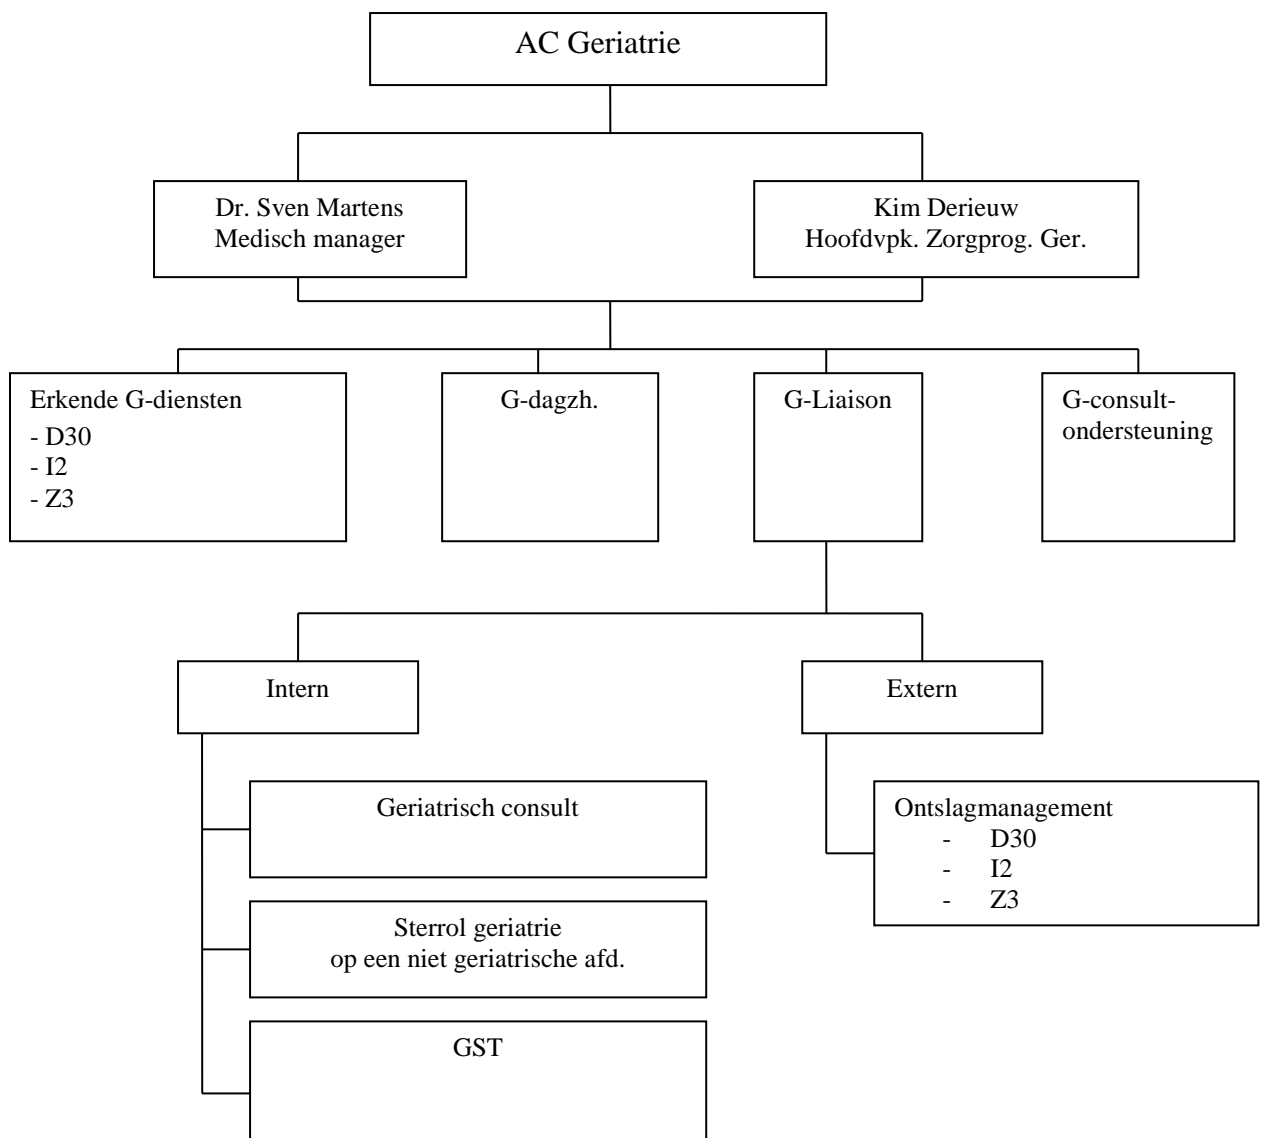 AC Geriatrie
Dr. Sven Martens
Medisch manager
Kim Derieuw
Hoofdvpk. Zorgprog. Ger.
Erkende G-diensten
- D30
- I2
- Z3
G-dagzh.
G-Liaison
G-consult-
ondersteuning
Intern
Extern
Geriatrisch consult
Sterrol geriatrie
op een niet geriatrische afd.
GST
Ontslagmanagement
- D30
- I2
- Z3